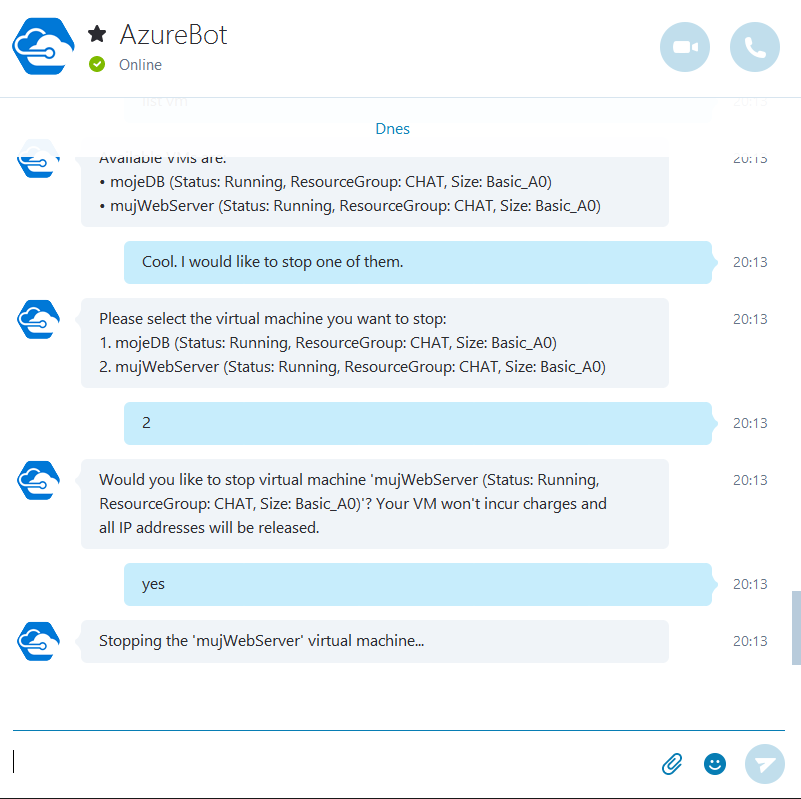 AzureBot
Online
list vm
Dnes
Available VMs are:
20:13
• mojeDB (Status: Running, ResourceGroup: CHAT, Size: Basic_A0)
• mujWebServer (Status: Running, ResourceGroup: CHAT, Size: Basic_A0)
Cool. I would like to stop one of them.
20:13
Please select the virtual machine you want to stop:
20:13
1. mojeDB (Status: Running, ResourceGroup: CHAT, Size: Basic_A0)
2. mujWebServer (Status: Running, ResourceGroup: CHAT, Size: Basic_A0)
2
20:13
Would you like to stop virtual machine 'mujWebServer (Status: Running,
20:13
ResourceGroup: CHAT, Size: Basic_A0)'? Your VM won't incur charges and
all IP addresses will be released.
yes
20:13
Stopping the 'mujWebServer' virtual machine...
20:13